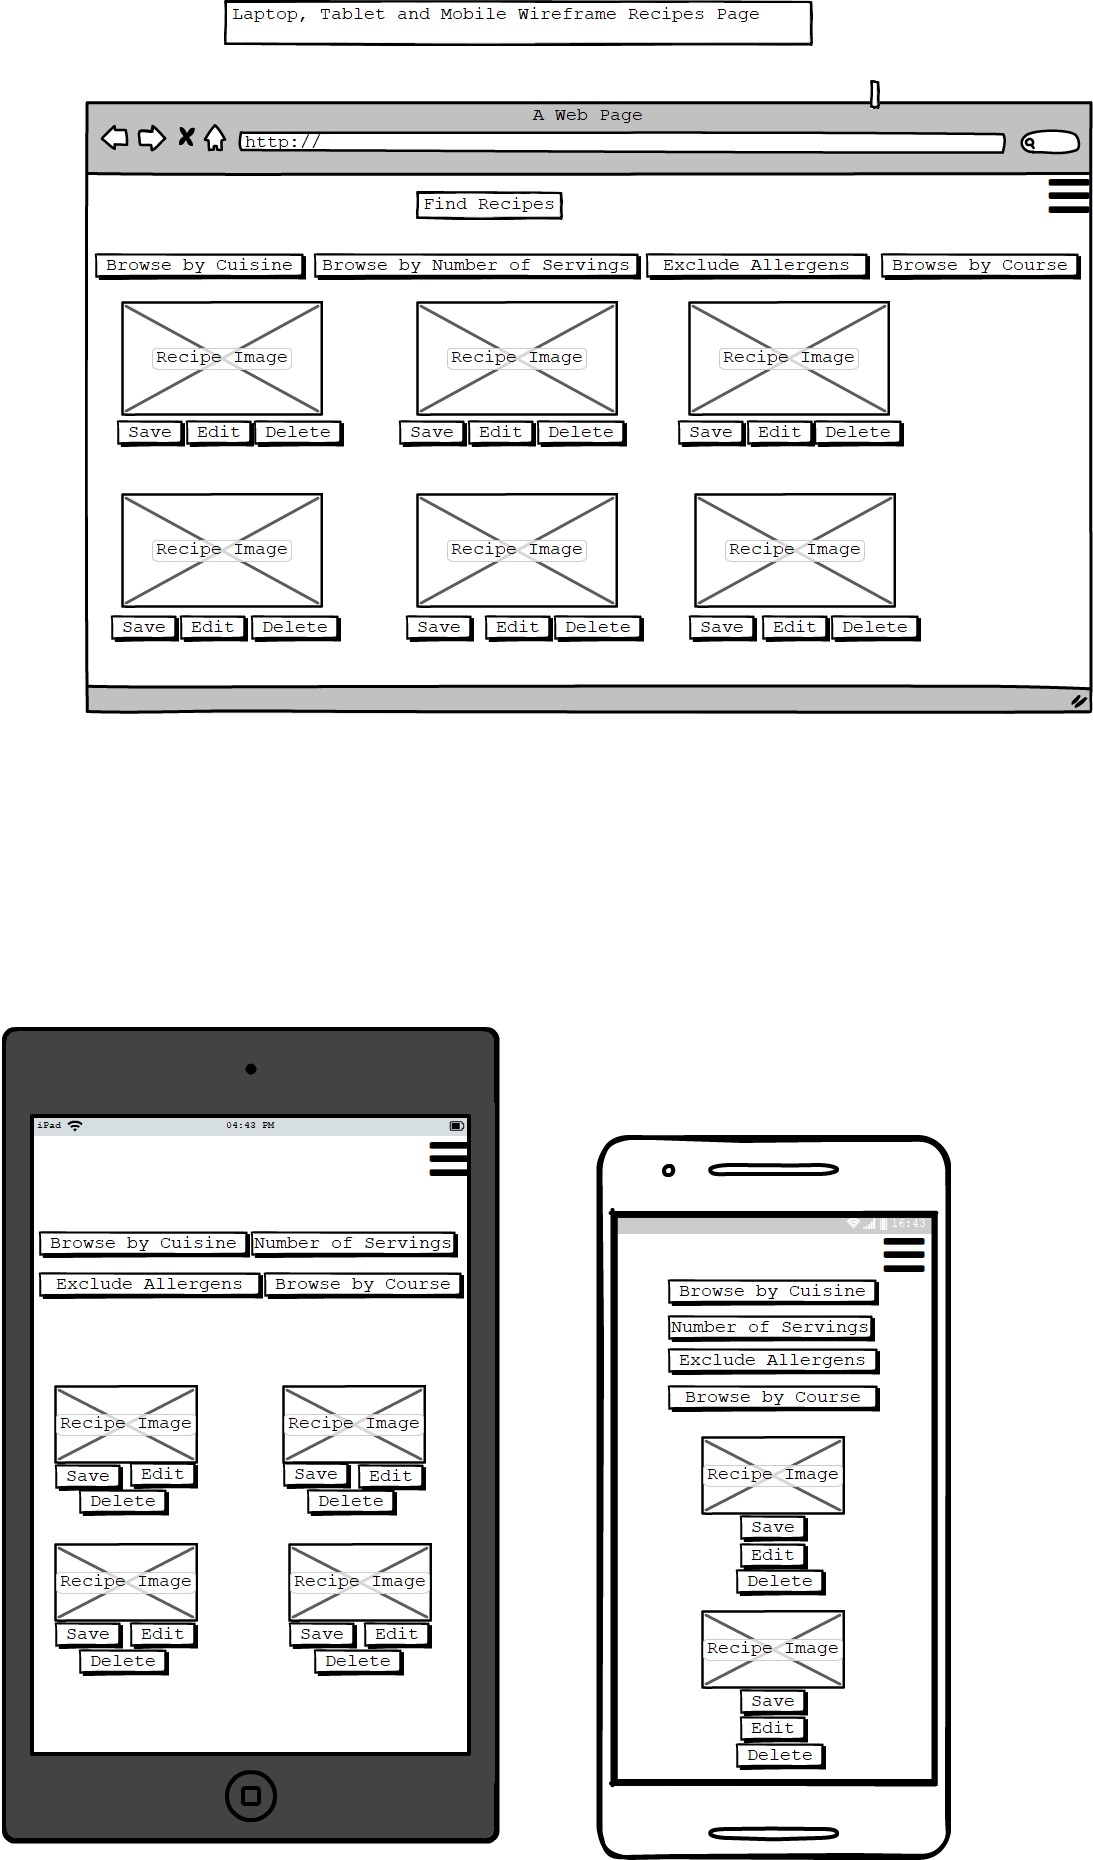 Laptop, Tablet and Mobile Wireframe Recipes Page
A Web Page
http://
Find Recipes
Browse by Cuisine Browse by Number of Servings Exclude Allergens Browse by Course
Recipe Image Recipe Image Recipe Image
Save Edit Delete Save Edit Delete Save Edit Delete
Recipe Image Recipe Image Recipe Image
Save Edit Delete Save Edit Delete Save Edit Delete
iPad 04:43 PM
Browse by Cuisine Number of Servings
Exclude Allergens Browse by Course
Recipe Image Recipe Image
Save Edit Save Edit
Delete Delete
Recipe Image Recipe Image
Save Edit Save Edit
Delete Delete
16:43
Browse by Cuisine
Number of Servings
Exclude Allergens
Browse by Course
Recipe Image
Save
Edit
Delete
Recipe Image
Save
Edit
Delete